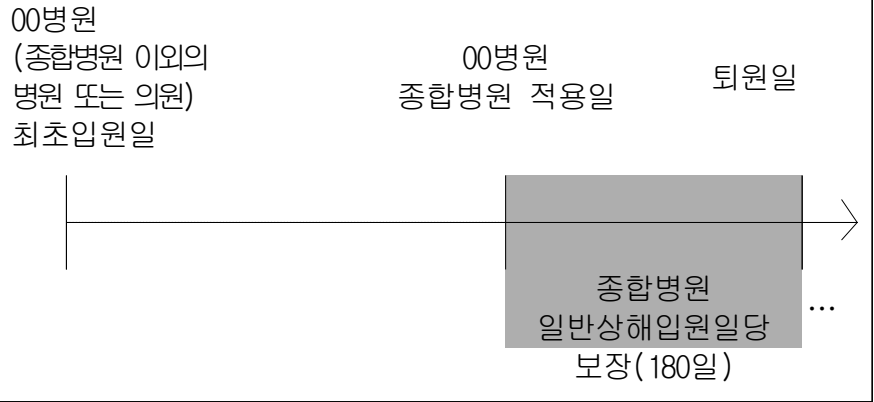 00병원
(종합병원 이외의
병원 또는 의원)
최초입원일
00병원
종합병원 적용일
퇴원일
종합병원
일반상해입원일당
보장(180일)
...